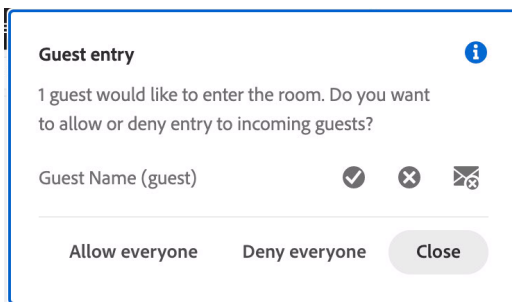 Guest entry
1 guest would like to enter the room. Do you want
to allow or deny entry to incoming guests?
Guest Name (guest)
Allow everyone Deny everyone Close